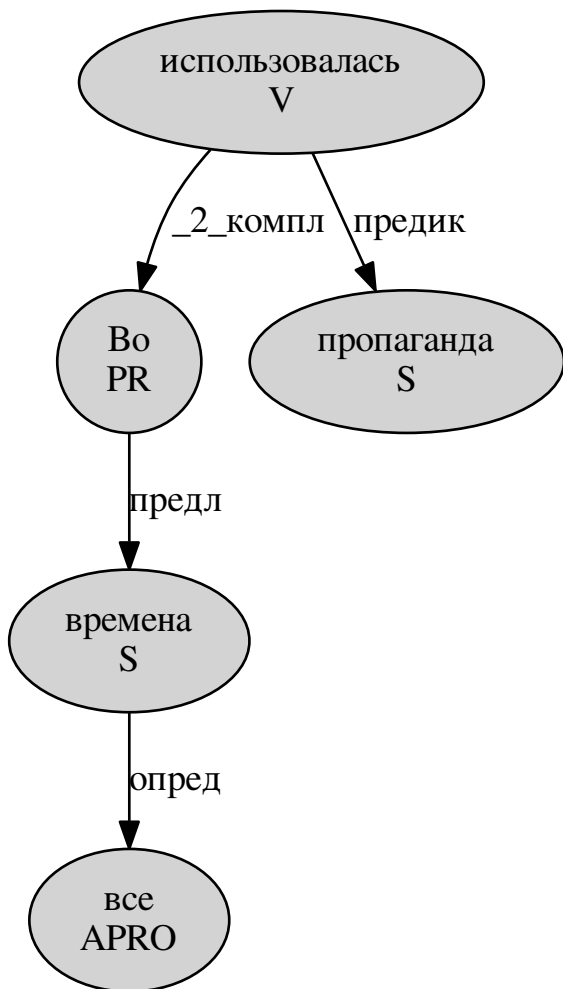 использовалась
V
_2_компл
предик
Во
PR
пропаганда
S
предл
времена
S
опред
все
APRO